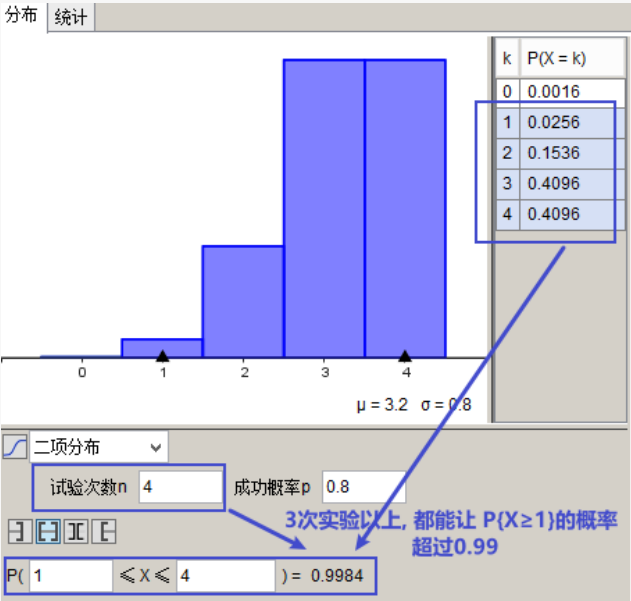 分布 统计
k P(X = k)
0 0.0016
1 0.0256
2 0.1536
3 0.4096
4 0.4096
0 1 2 3 4
μ = 3.2 σ = 0.8
二项分布
试验次数n 4 成功概率p 0.8
3次实验以上, 都能让 P{X≥1}的概率
超过0.99
P( 1 ≤ X ≤ 4 ) = 0.9984